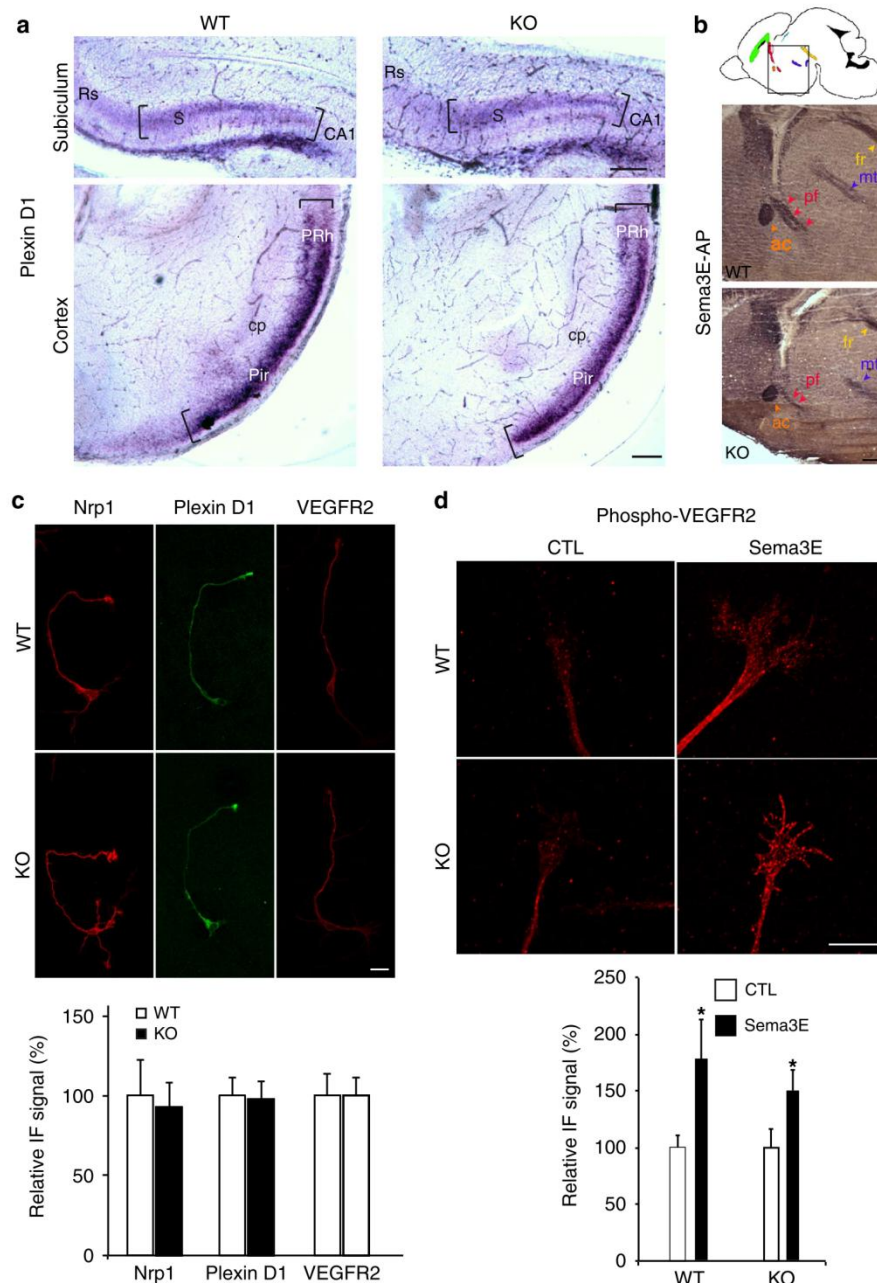 a
WT
KO
Plexin D1
Subiculum
Rs
S
CA1
Rs
S
CA1
Cortex
PRh
cp
Pir
PRh
cp
Pir
b
Sema3E-AP
fr
mt
pf
ac
WT
fr
mt
pf
ac
KO
c
Nrp1 Plexin D1 VEGFR2
WT
KO
Relative IF signal (%)
150
100
50
0
WT
KO
Nrp1 Plexin D1 VEGFR2
d
Phospho-VEGFR2
CTL Sema3E
WT
KO
Relative IF signal (%)
250
200
150
100
50
0
CTL
Sema3E
* *
WT KO